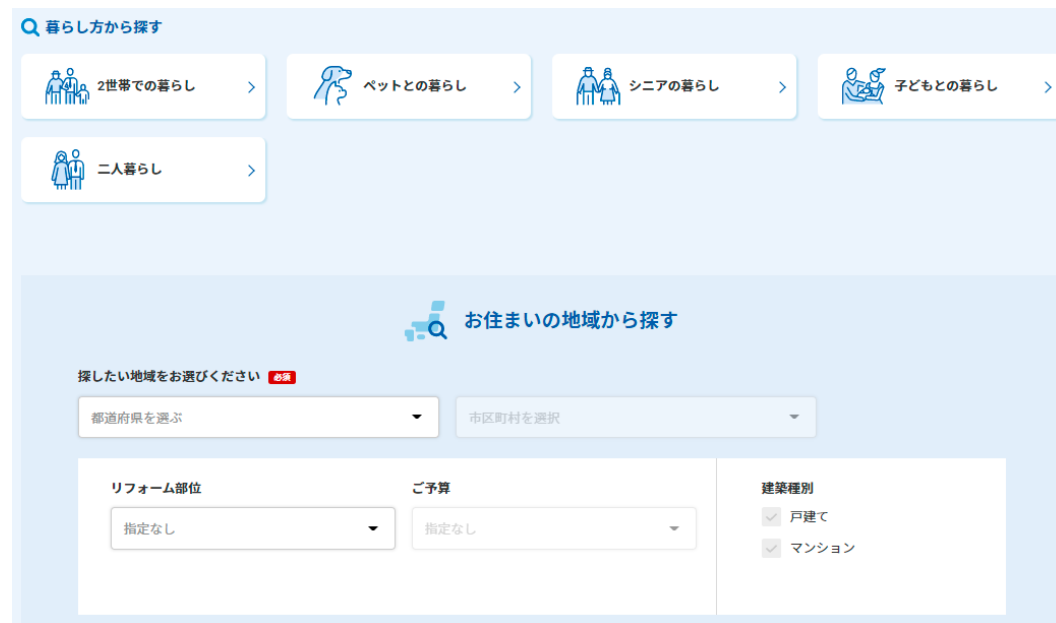 暮らし方から探す
2世帯での暮らし
ペットとの暮らし
シニアの暮らし
子どもとの暮らし
二人暮らし
お住まいの地域から探す
探したい地域をお選びください 必須
都道府県を選ぶ
市区町村を選択
リフォーム部位
ご予算
建築種別
指定なし
指定なし
戸建て
マンション